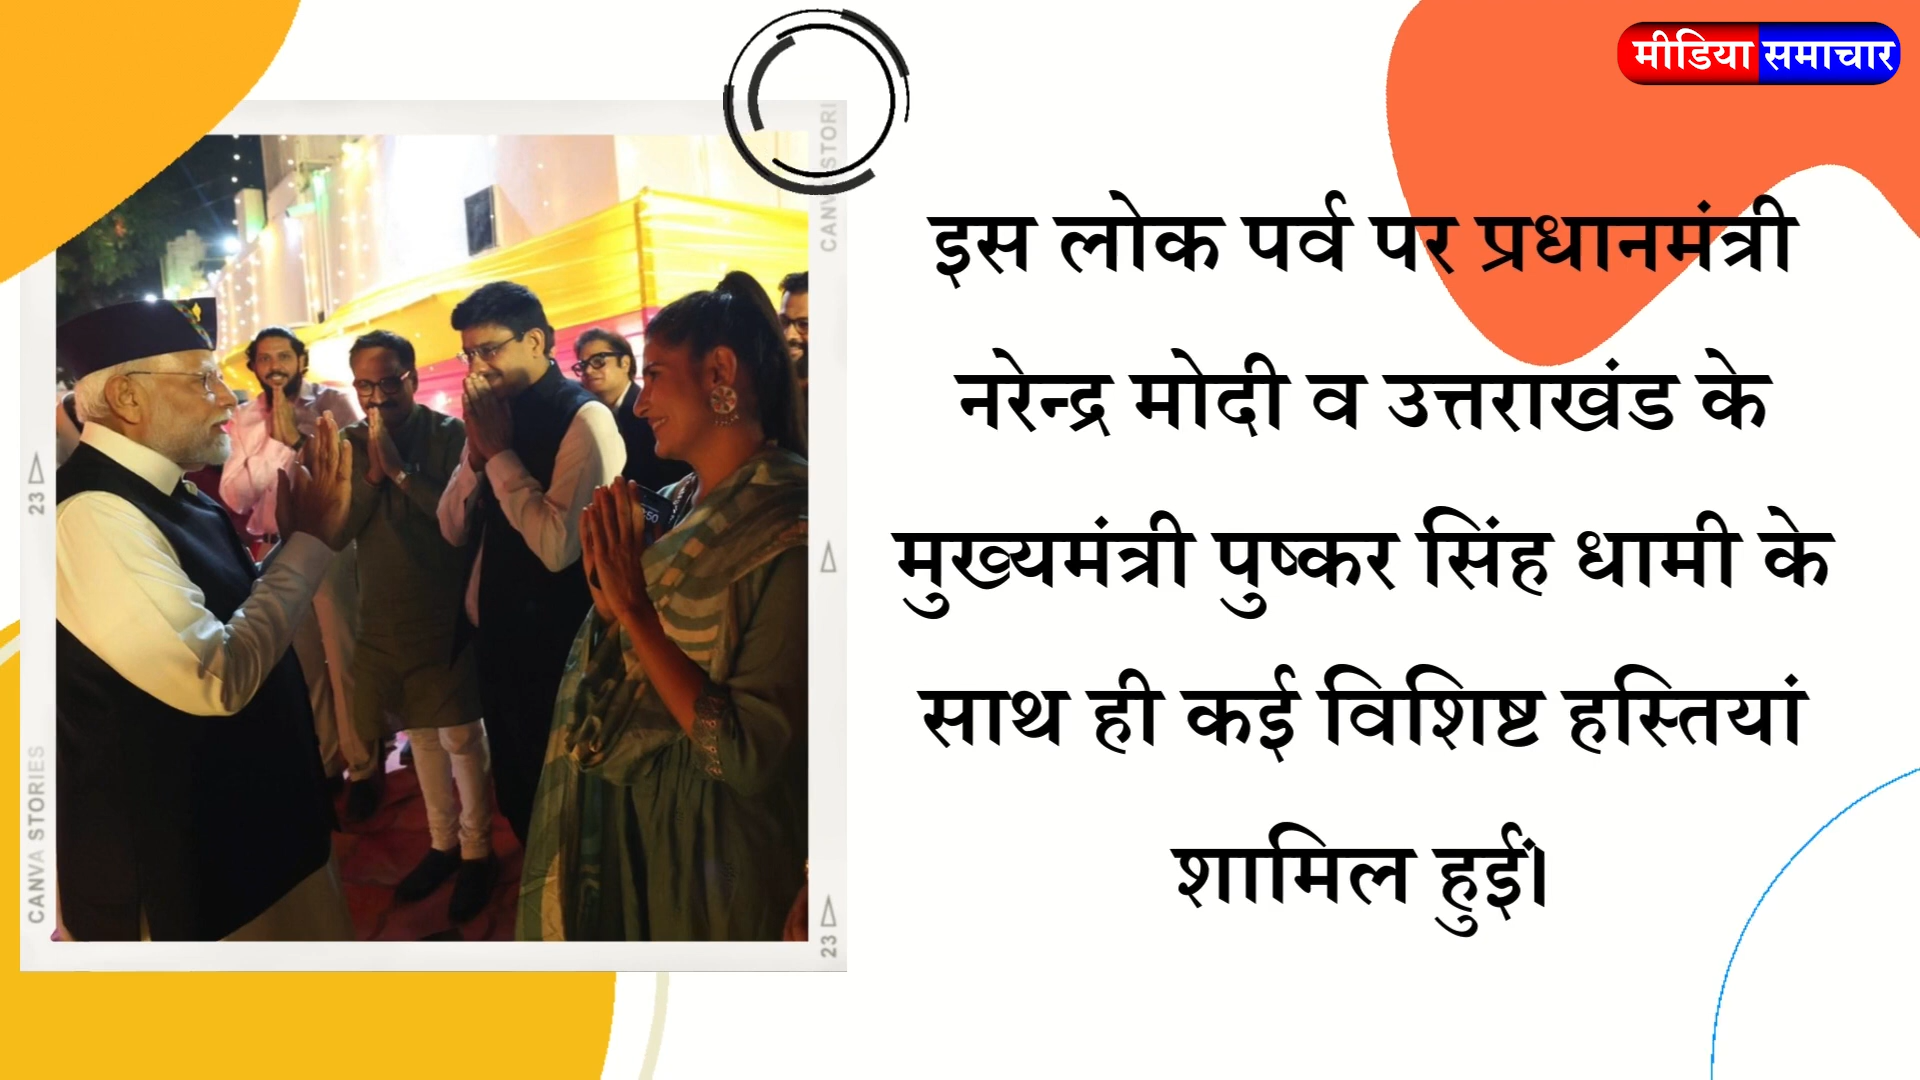 मीडिया समाचार
CANVA STORI
इस लोक पर्व पर प्रधानमंत्री
नरेन्द्र मोदी व उत्तराखंड के
मुख्यमंत्री पुष्कर सिंह धामी के
साथ ही कई विशिष्ट हस्तियां
शामिल हुईं।
23
:50
CANVA STORIES
23